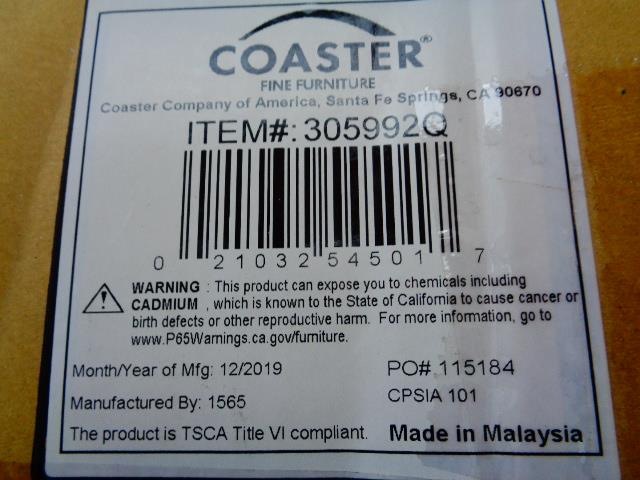 COASTER®
FINE FURNITURE
Coaster Company of America, Santa Fe Springs, CA 90670
ITEM#: 305992Q
0 21032 54501 7
WARNING : This product can expose you to chemicals including
CADMIUM , which is known to the State of California to cause cancer or
birth defects or other reproductive harm. For more information, go to
www.P65Warnings.ca.gov/furniture.
Month/Year of Mfg: 12/2019 PO#.115184
Manufactured By: 1565 CPSIA 101
The product is TSCA Title VI compliant. Made in Malaysia